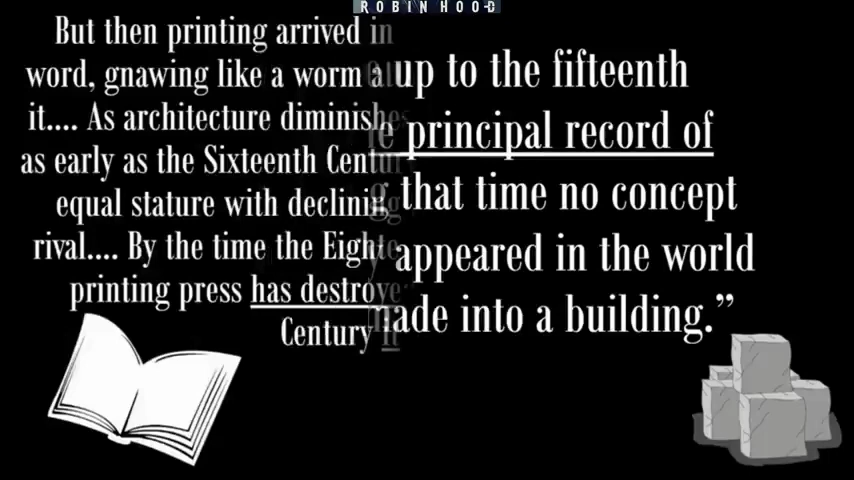 ROBIN HOOD
But then printing arrived in
word, gnawing like a worm a
it.... As architecture diminishes
as early as the Sixteenth Centu
equal stature with declining
rival.... By the time the Eighte
printing press has destroye
Century i
up to the fifteenth
principal record of
that time no concept
appeared in the world
made into a building.”